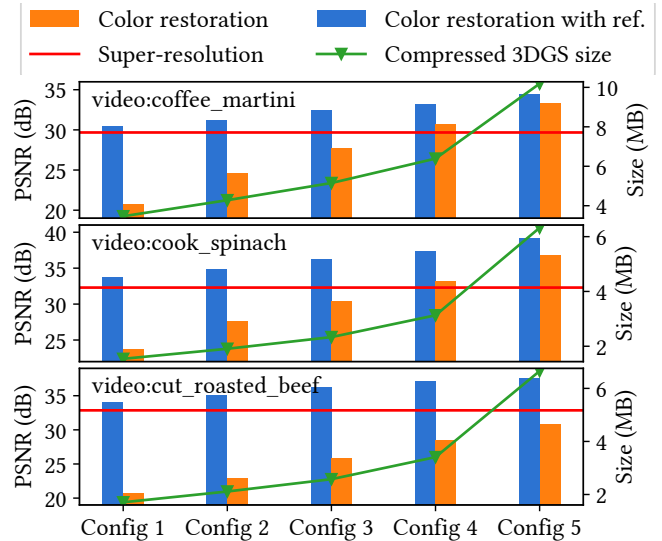 Color restoration
Color restoration with ref.
Super-resolution
Compressed 3DGS size
PSNR (dB)
35
30
25
20
video:coffee_martini
10
8
6
4
Size (MB)
PSNR (dB)
40
35
30
25
video:cook_spinach
6
4
2
Size (MB)
PSNR (dB)
35
30
25
20
video:cut_roasted_beef
6
4
2
Size (MB)
Config 1
Config 2
Config 3
Config 4
Config 5